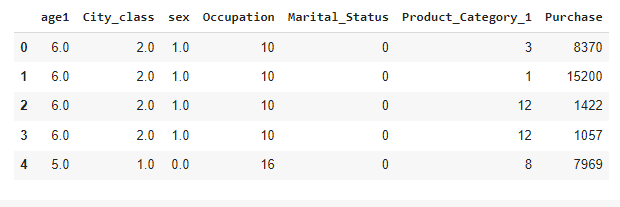 age1 City_class sex Occupation Marital_Status Product_Category_1 Purchase
0 6.0 2.0 1.0 10 0 3 8370
1 6.0 2.0 1.0 10 0 1 15200
2 6.0 2.0 1.0 10 0 12 1422
3 6.0 2.0 1.0 10 0 12 1057
4 5.0 1.0 0.0 16 0 8 7969